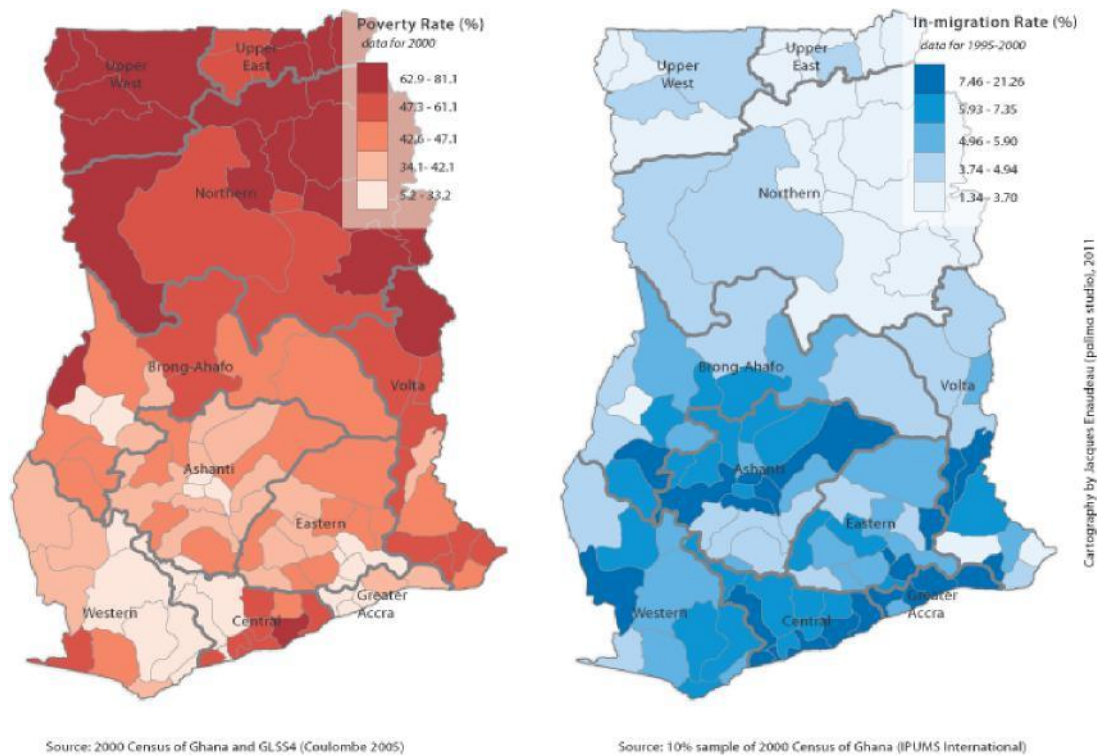 Poverty Rate (%)
data for 2000
62.9 - 81.1
47.3 - 61.1
42.6 - 47.1
34.1 - 42.1
5.2 - 33.2
Upper
West
Upper
East
Northern
Brong-Ahafo
Volta
Ashanti
Eastern
Western
Central
Greater
Accra
Source: 2000 Census of Ghana and GLSS4 (Coulombe 2005)
In-migration Rate (%)
data for 1995-2000
7.46 - 21.26
5.93 - 7.35
4.96 - 5.90
3.74 - 4.94
1.34 - 3.70
Upper
West
Upper
East
Northern
Brong-Ahafo
Volta
Ashanti
Eastern
Western
Central
Greater
Accra
Source: 10% sample of 2000 Census of Ghana (IPUMS International)
Cartography by Jacques Enaudeau (palimo studio), 2011